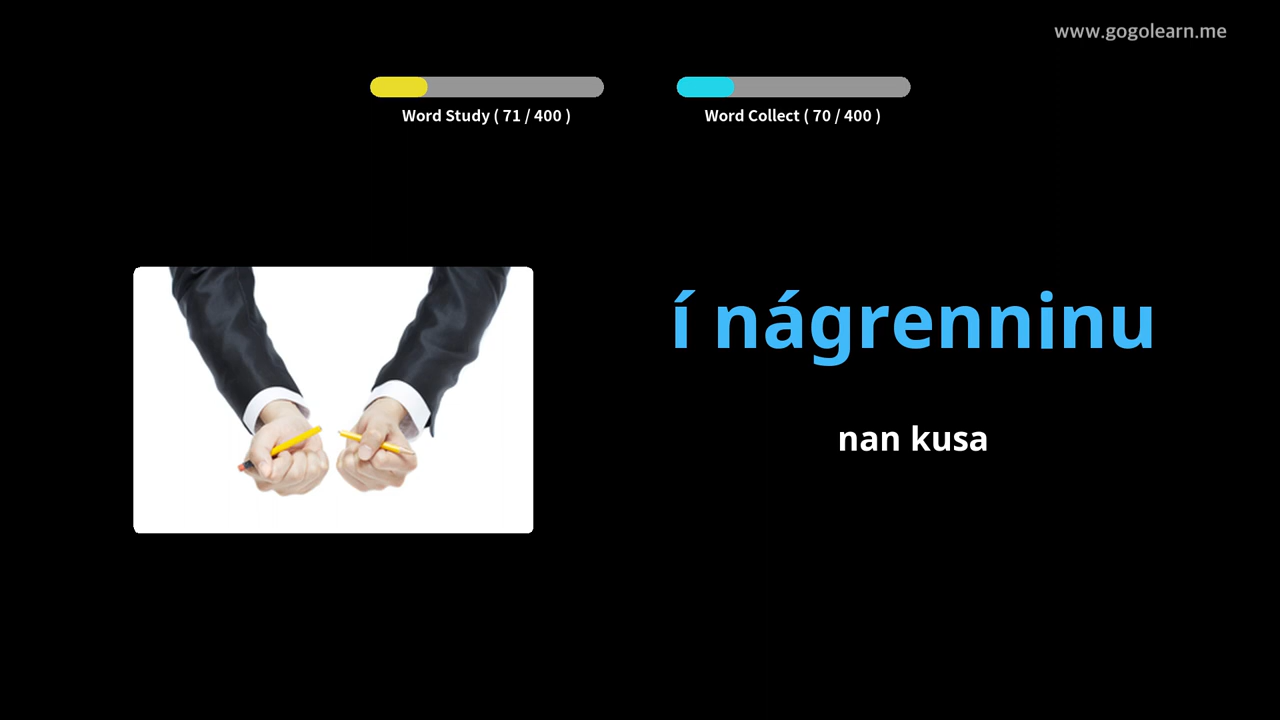 www.gogolearn.me
Word Study ( 71 / 400 )
Word Collect ( 70 / 400 )
í nágrenninu
nan kusa